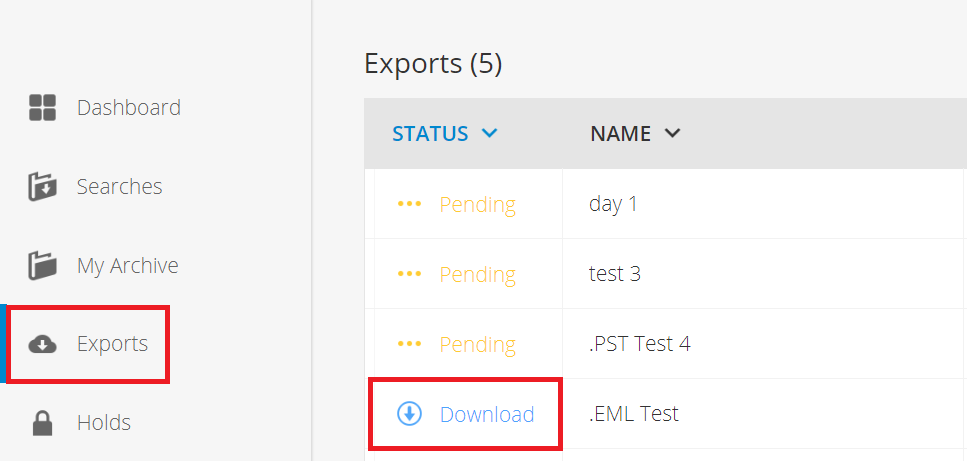 Dashboard
Searches
My Archive
Exports
Holds
Exports (5)
STATUS NAME
Pending day 1
Pending test 3
Pending .PST Test 4
Download .EML Test